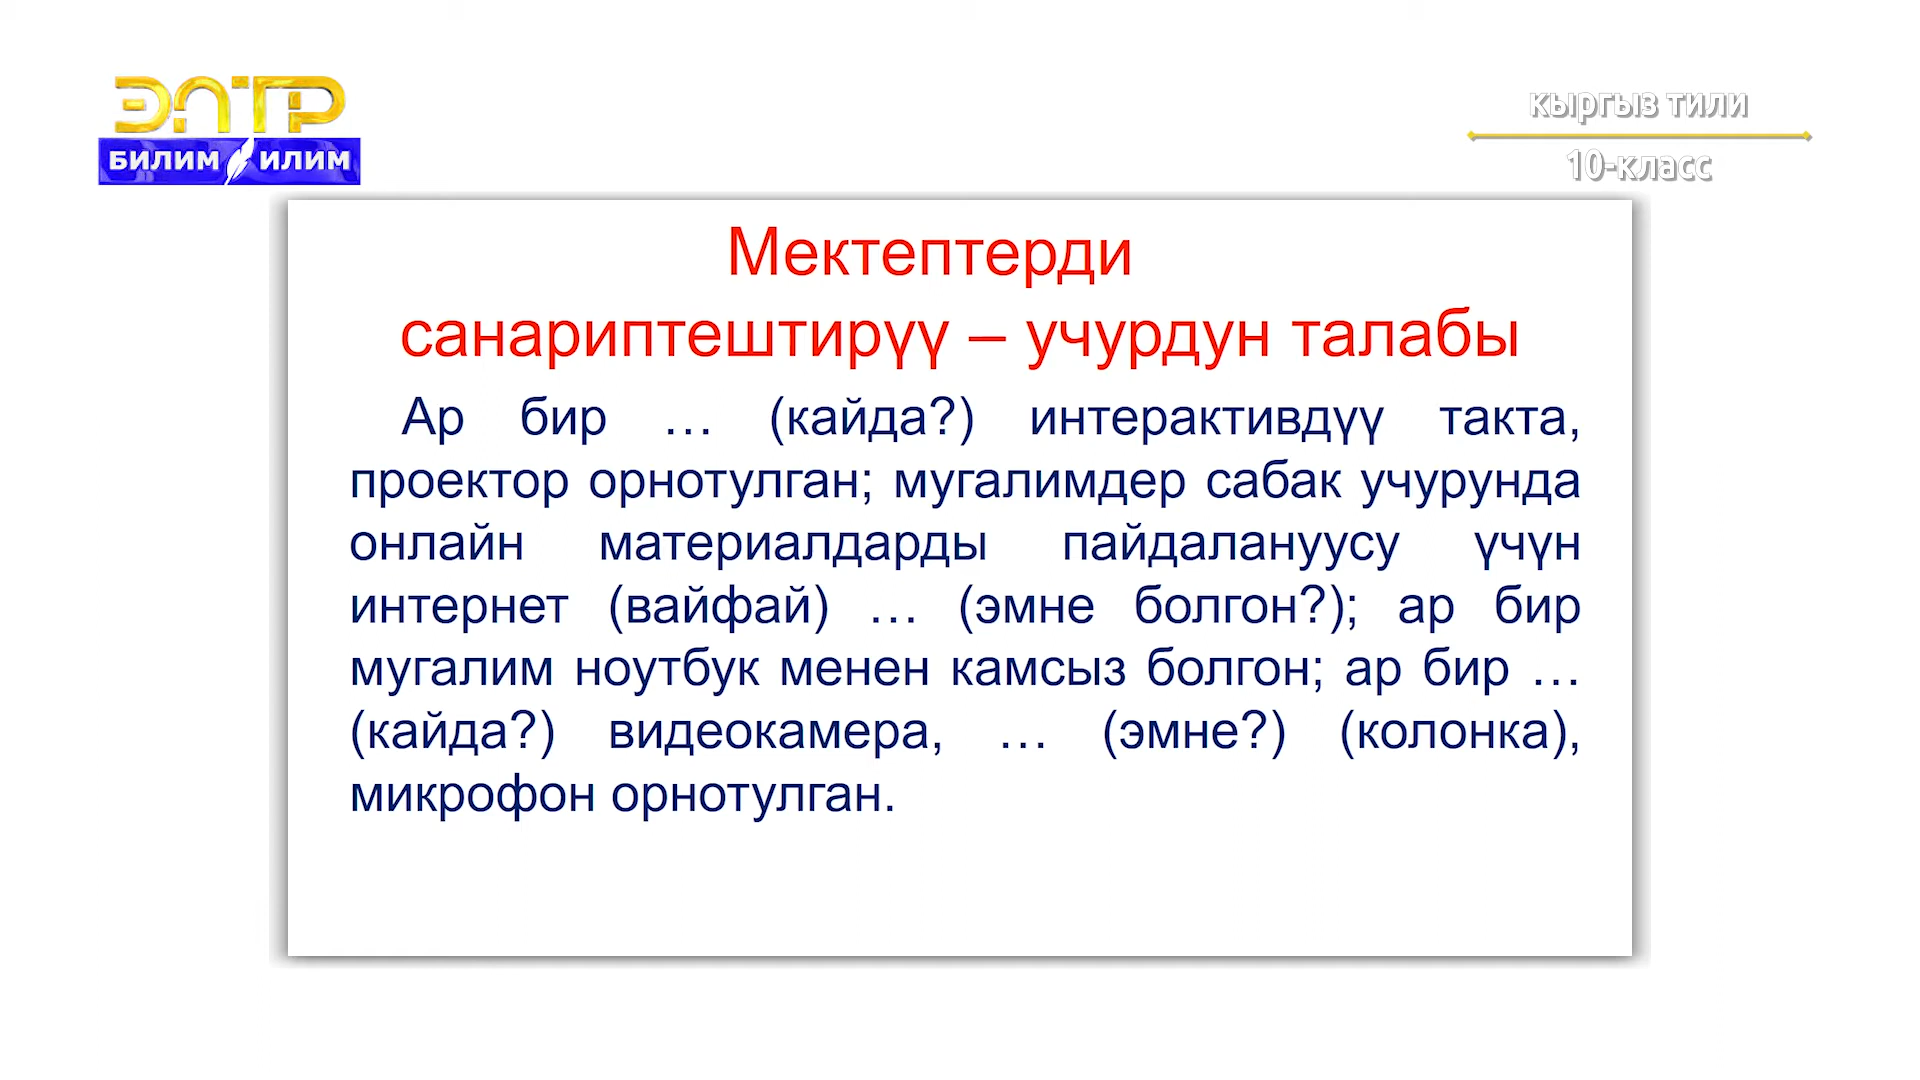 ЭЛТР
БИЛИМ ИЛИМ
кыргыз тили
10-класс
Мектептерди
санариптештирүү – учурдун талабы
Ар бир … (кайда?) интерактивдүү такта,
проектор орнотулган; мугалимдер сабак учурунда
онлайн материалдарды пайдалануусу үчүн
интернет (вайфай) … (эмне болгон?); ар бир
мугалим ноутбук менен камсыз болгон; ар бир …
(кайда?) видеокамера, … (эмне?) (колонка),
микрофон орнотулган.